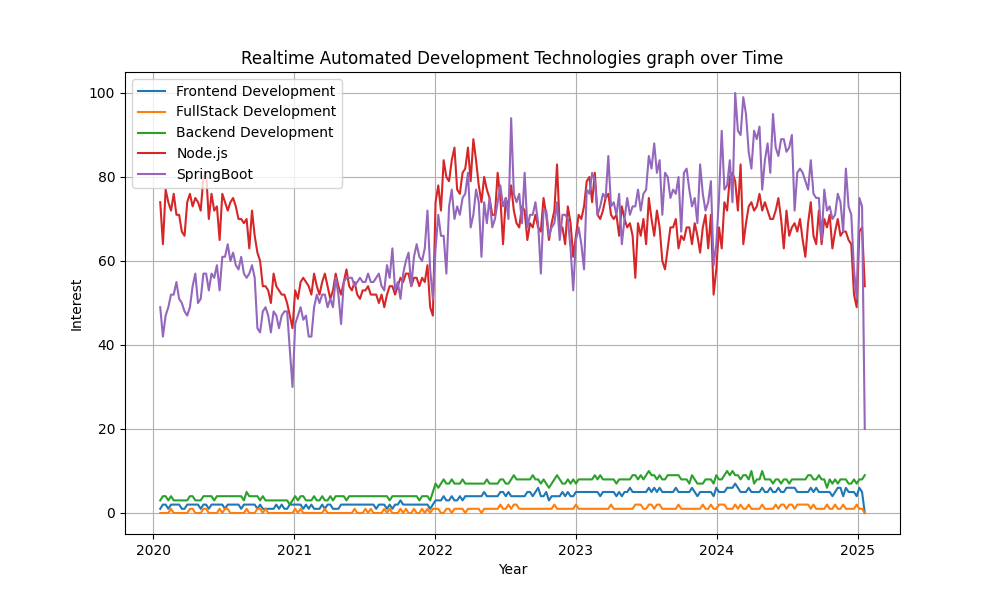 Realtime Automated Development Technologies graph over Time
Frontend Development
FullStack Development
Backend Development
Node.js
SpringBoot
100
80
60
40
20
0
Interest
2020 2021 2022 2023 2024 2025
Year